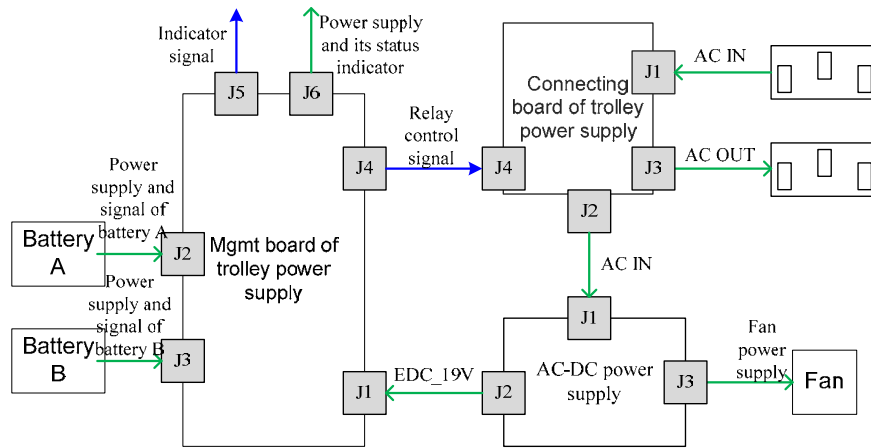 Indicator
signal
Power supply
and its status
indicator
J5
J6
Power
supply and
signal of
battery A
Battery
A
J2
Power
supply and
signal of
battery B
Battery
B
J3
Mgmt board of
trolley power
supply
J4
Relay
control
signal
J4
Connecting
board of trolley
power supply
J1
AC IN
J3
AC OUT
J2
AC IN
J1
AC-DC power
supply
J2
EDC_19V
J1
J3
Fan
power
supply
Fan